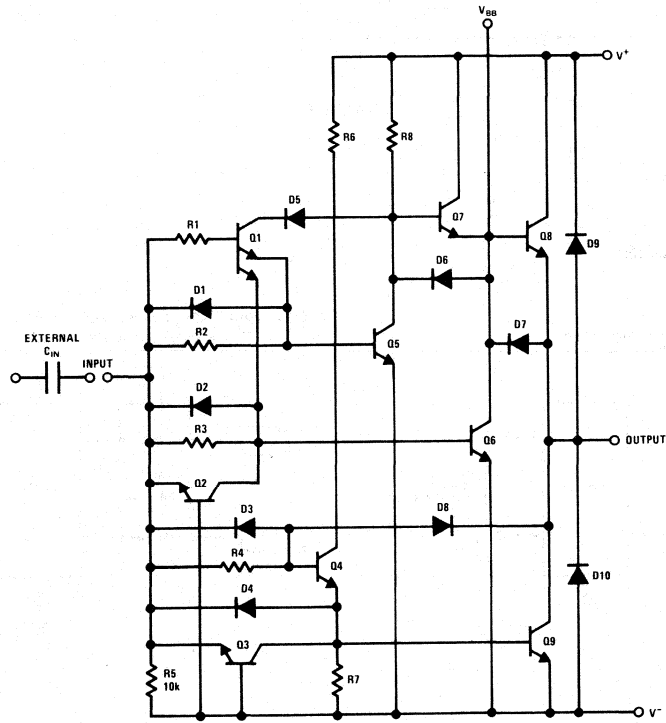 V_BB
V⁺
R6
R8
D5
R1
Q1
Q7
Q8
D9
D6
D1
D7
EXTERNAL
C_IN
INPUT
R2
Q5
D2
R3
Q6
OUTPUT
Q2
D3
D8
R4
Q4
D10
D4
Q3
Q9
R5
10k
R7
V⁻